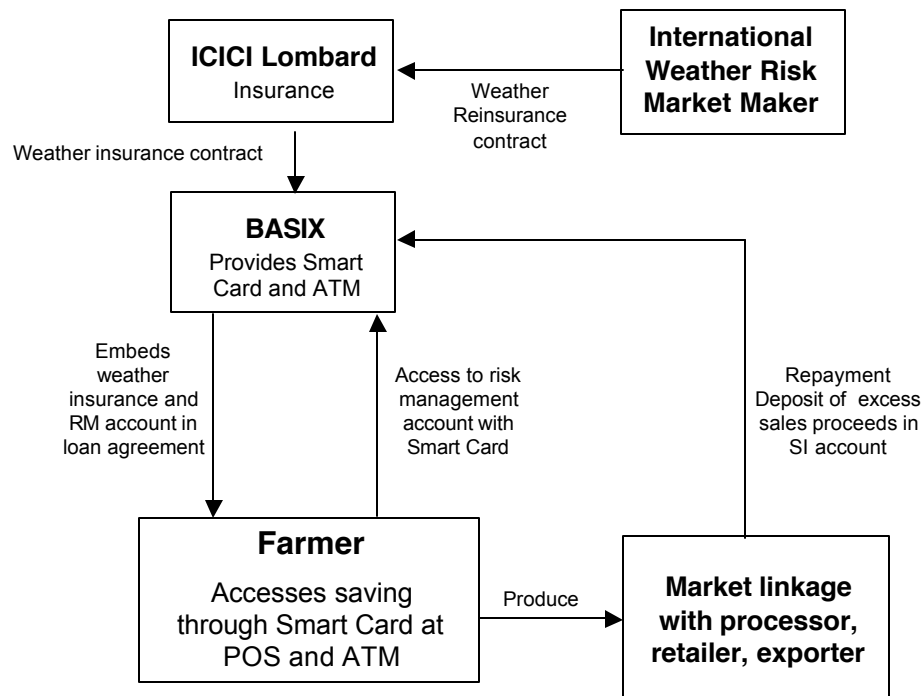 ICICI Lombard
Insurance
International
Weather Risk
Market Maker
Weather
Reinsurance
contract
Weather insurance contract
BASIX
Provides Smart
Card and ATM
Embeds
weather
insurance and
RM account in
loan agreement
Access to risk
management
account with
Smart Card
Repayment
Deposit of excess
sales proceeds in
SI account
Farmer
Accesses saving
through Smart Card at
POS and ATM
Produce
Market linkage
with processor,
retailer, exporter